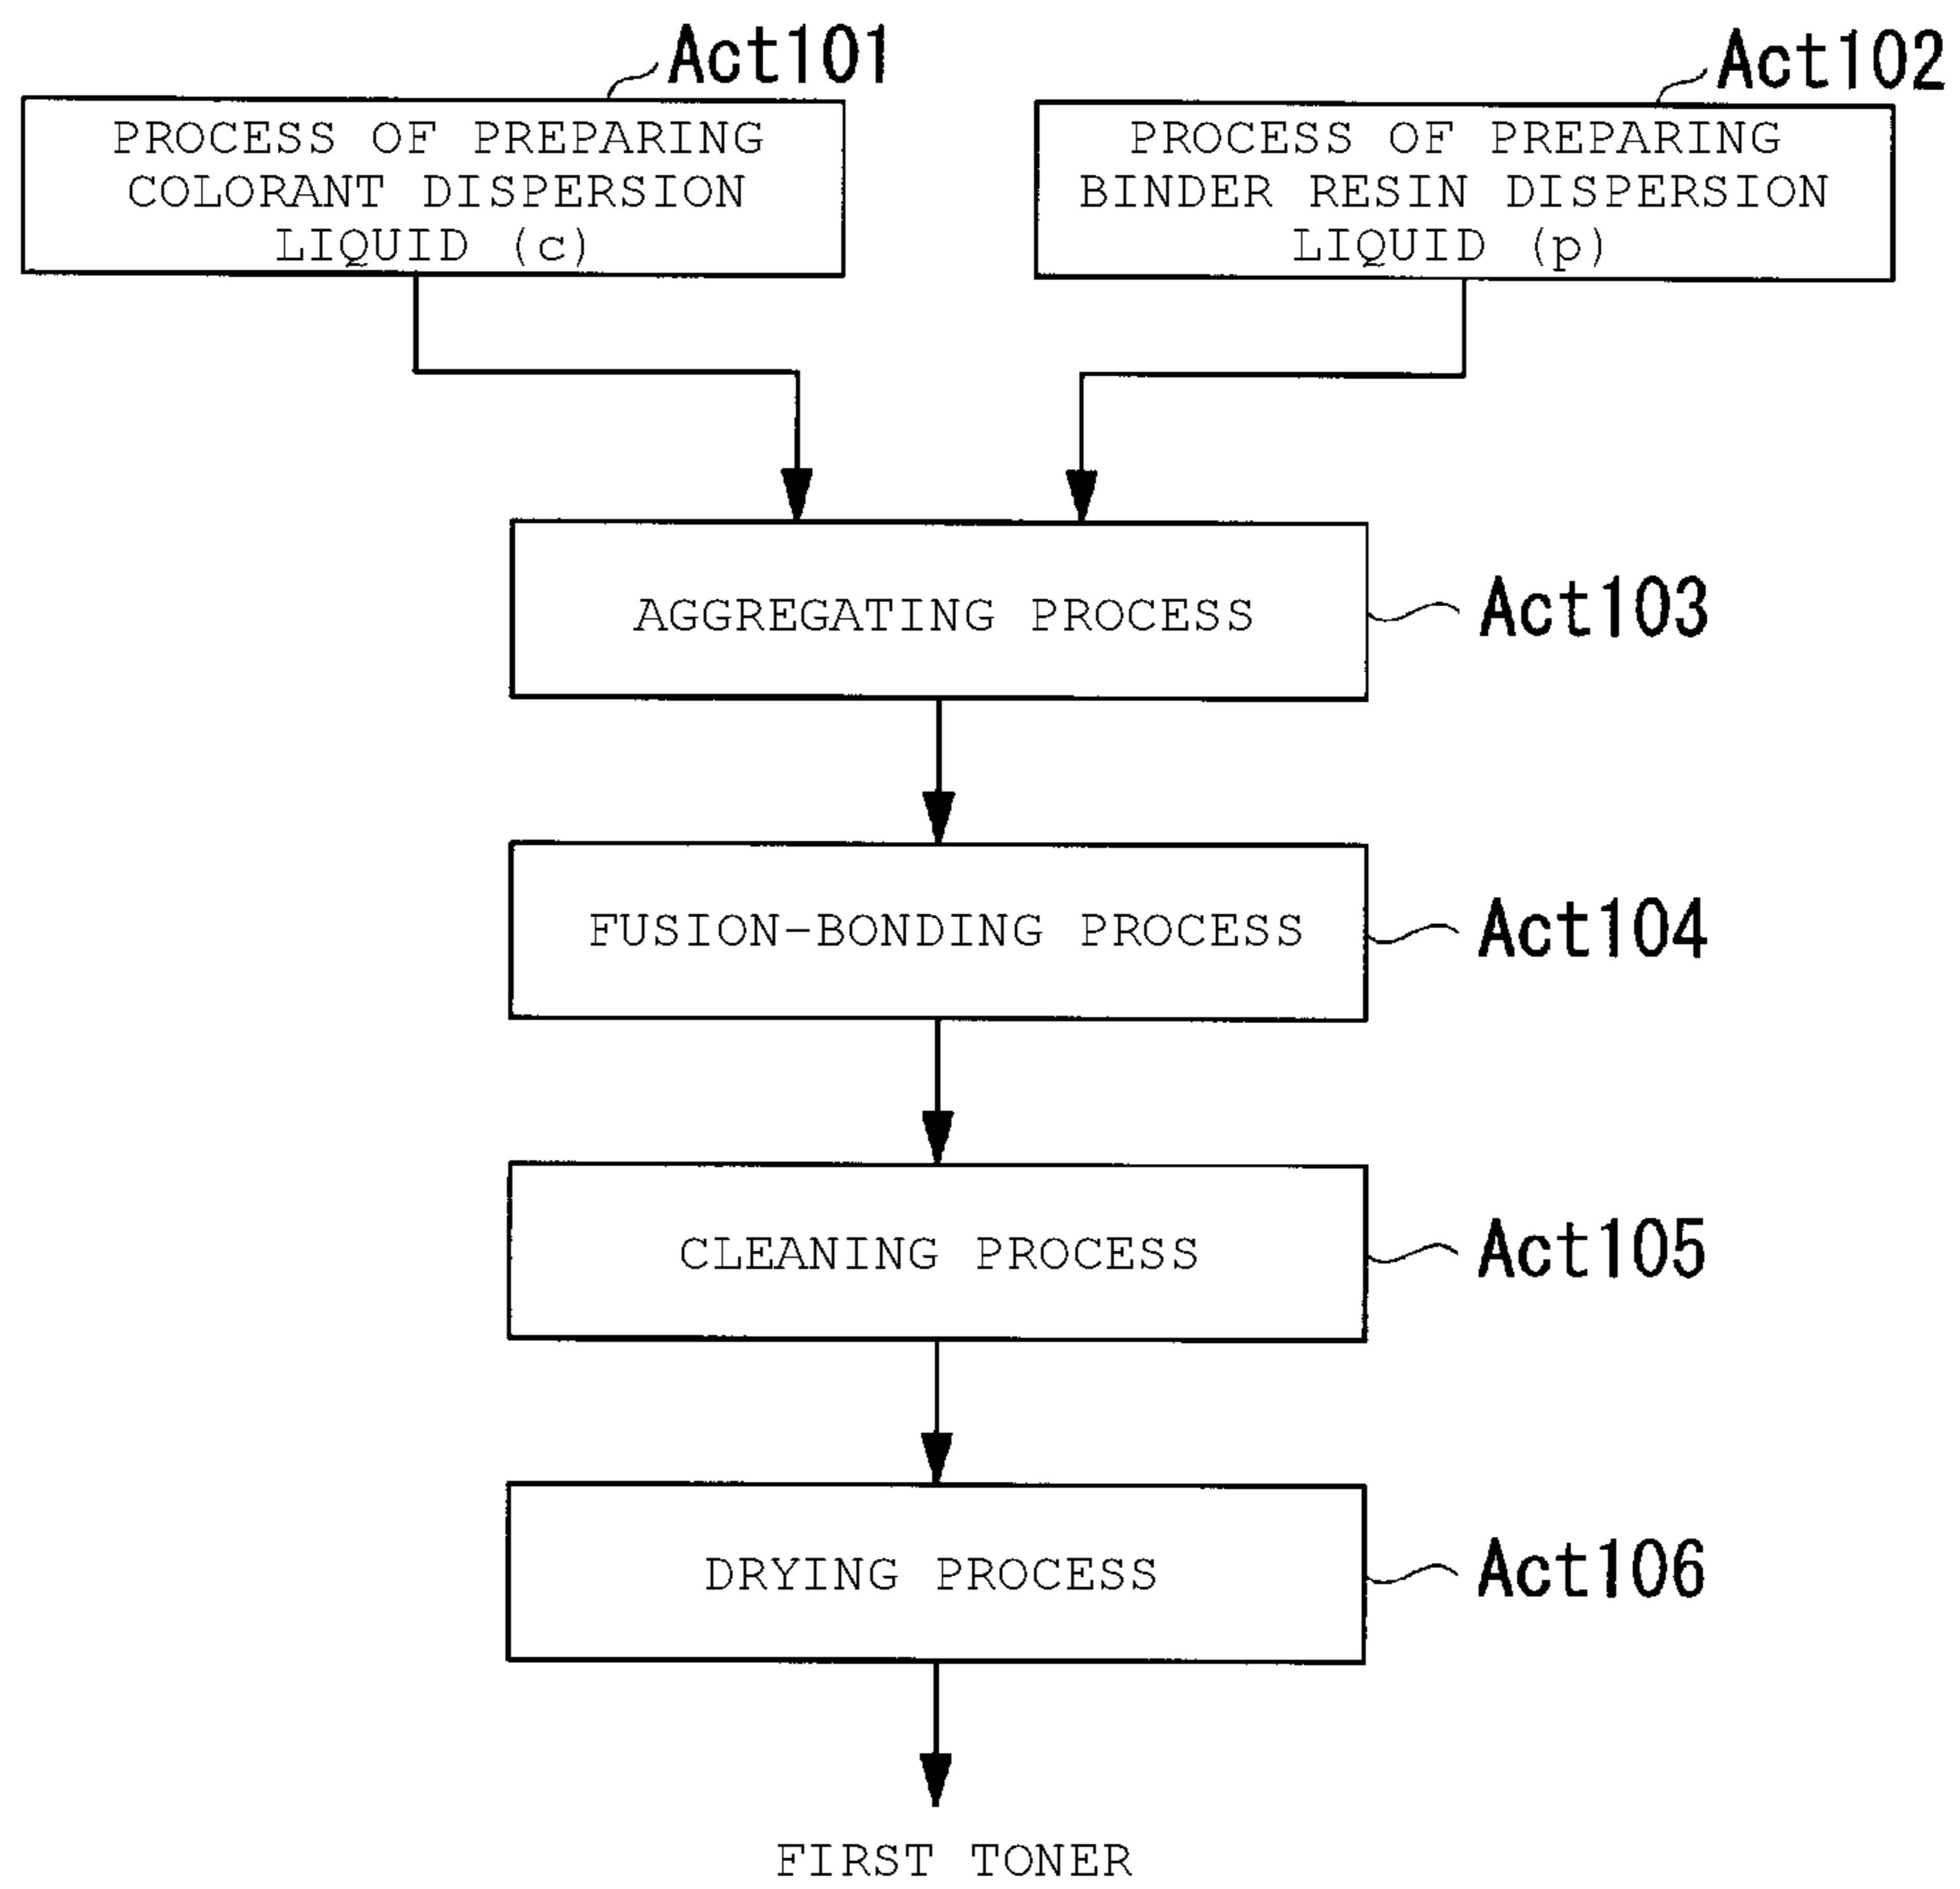 Act101
PROCESS OF PREPARING
COLORANT DISPERSION
LIQUID (c)
Act102
PROCESS OF PREPARING
BINDER RESIN DISPERSION
LIQUID (p)
AGGREGATING PROCESS
Act103
FUSION-BONDING PROCESS
Act104
CLEANING PROCESS
Act105
DRYING PROCESS
Act106
FIRST TONER